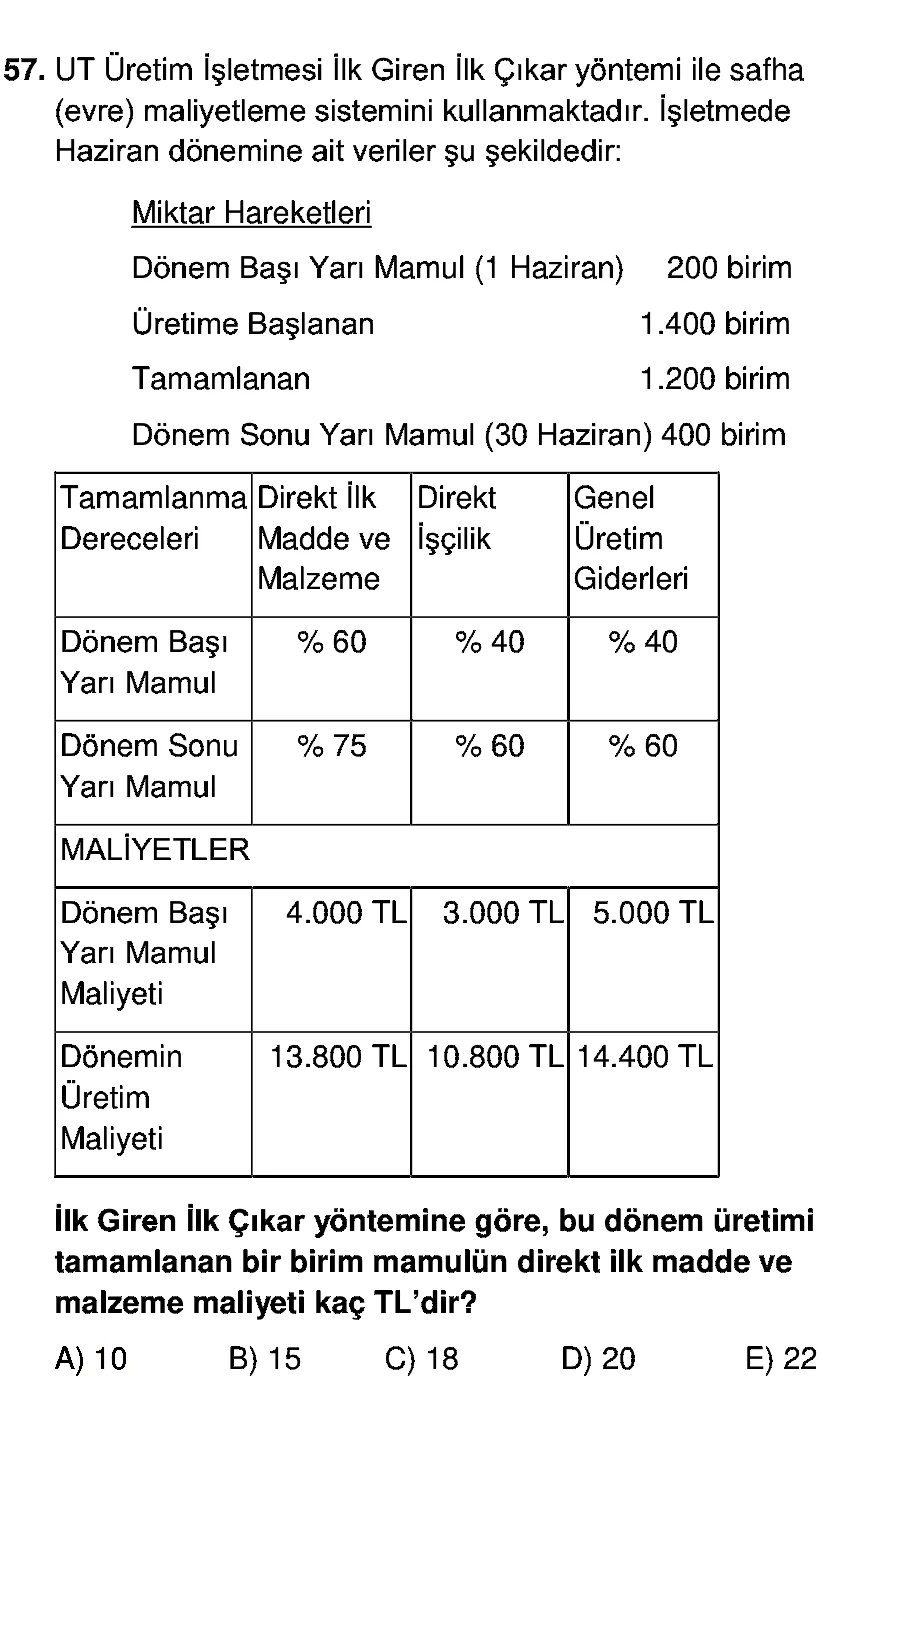 57. UT Üretim İşletmesi İlk Giren İlk Çıkar yöntemi ile safha
(evre) maliyetleme sistemini kullanmaktadır. İşletmede
Haziran dönemine ait veriler şu şekildedir:
Miktar Hareketleri
Dönem Başı Yarı Mamul (1 Haziran) 200 birim
Üretime Başlanan 1.400 birim
Tamamlanan 1.200 birim
Dönem Sonu Yarı Mamul (30 Haziran) 400 birim
Tamamlanma Direkt İlk Direkt Genel
Dereceleri Madde ve İşçilik Üretim
Malzeme Giderleri
Dönem Başı % 60 % 40 % 40
Yarı Mamul
Dönem Sonu % 75 % 60 % 60
Yarı Mamul
MALİYETLER
Dönem Başı 4.000 TL 3.000 TL 5.000 TL
Yarı Mamul
Maliyeti
Dönemin 13.800 TL 10.800 TL 14.400 TL
Üretim
Maliyeti
İlk Giren İlk Çıkar yöntemine göre, bu dönem üretimi
tamamlanan bir birim mamulün direkt ilk madde ve
malzeme maliyeti kaç TL'dir?
A) 10 B) 15 C) 18 D) 20 E) 22